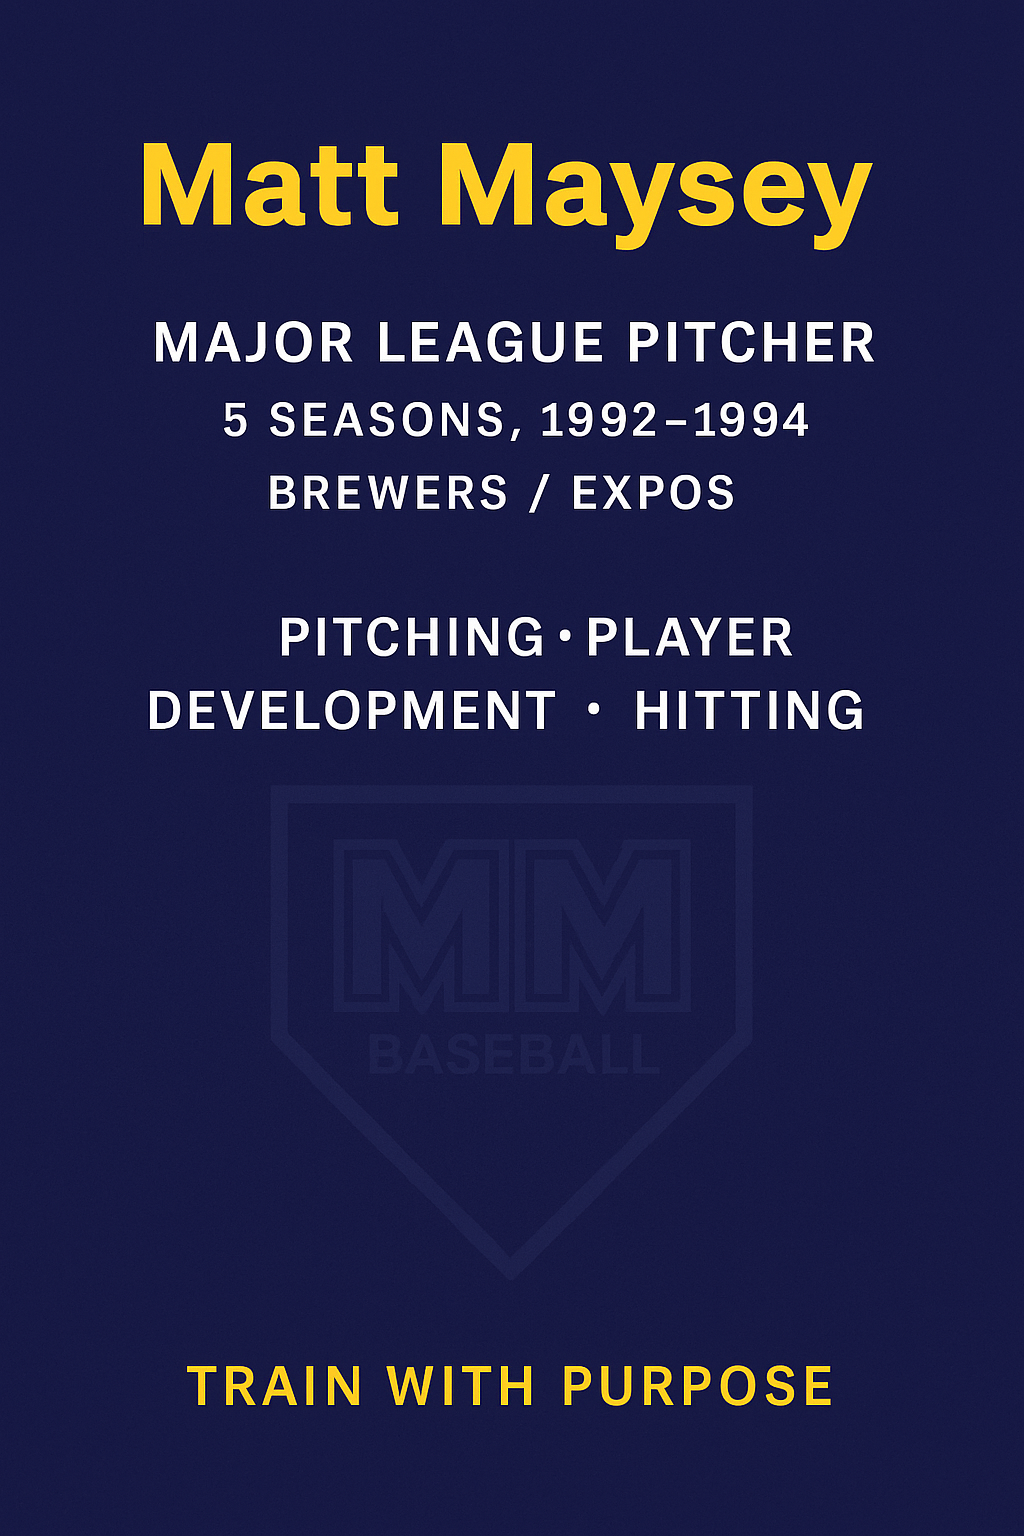 Matt Maysey
MAJOR LEAGUE PITCHER
5 SEASONS, 1992–1994
BREWERS / EXPOS
PITCHING • PLAYER
DEVELOPMENT • HITTING
MM
BASEBALL
TRAIN WITH PURPOSE